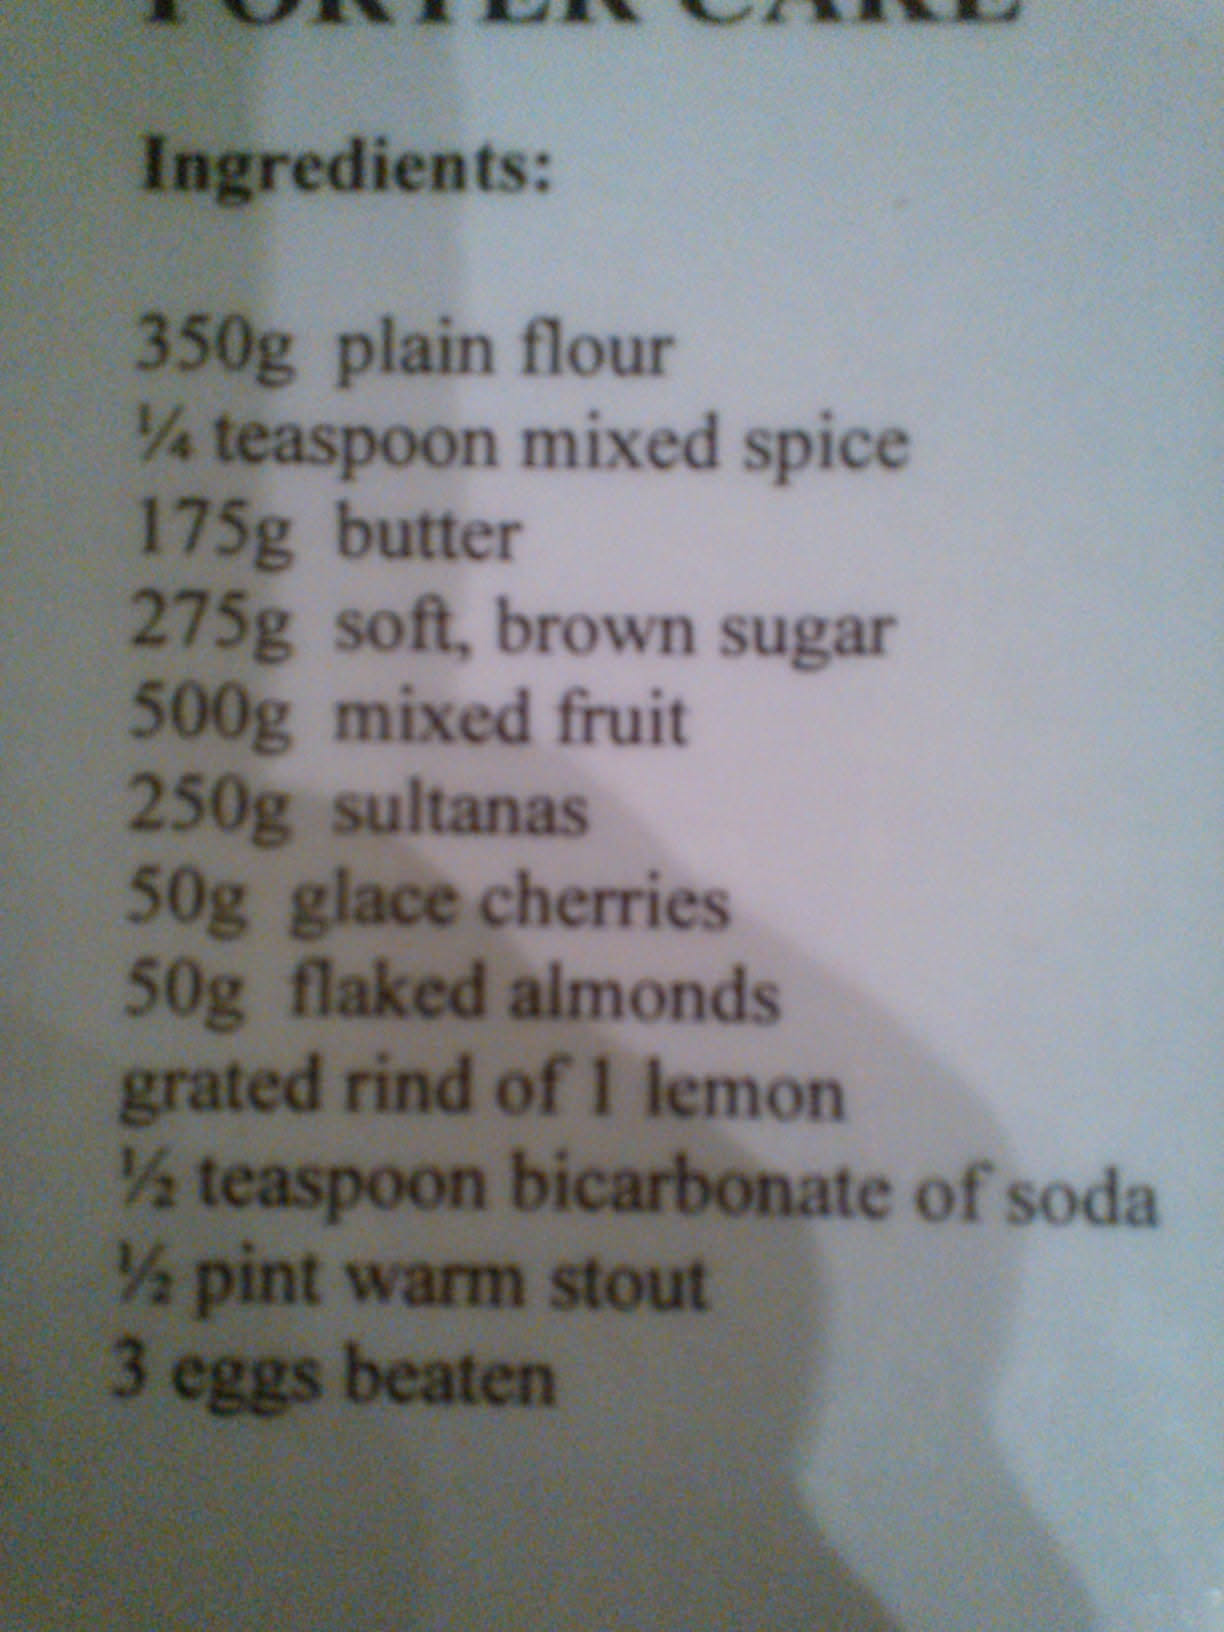 PORTER CAKE
Ingredients:
350g plain flour
¼ teaspoon mixed spice
175g butter
275g soft, brown sugar
500g mixed fruit
250g sultanas
50g glace cherries
50g flaked almonds
grated rind of 1 lemon
½ teaspoon bicarbonate of soda
½ pint warm stout
3 eggs beaten